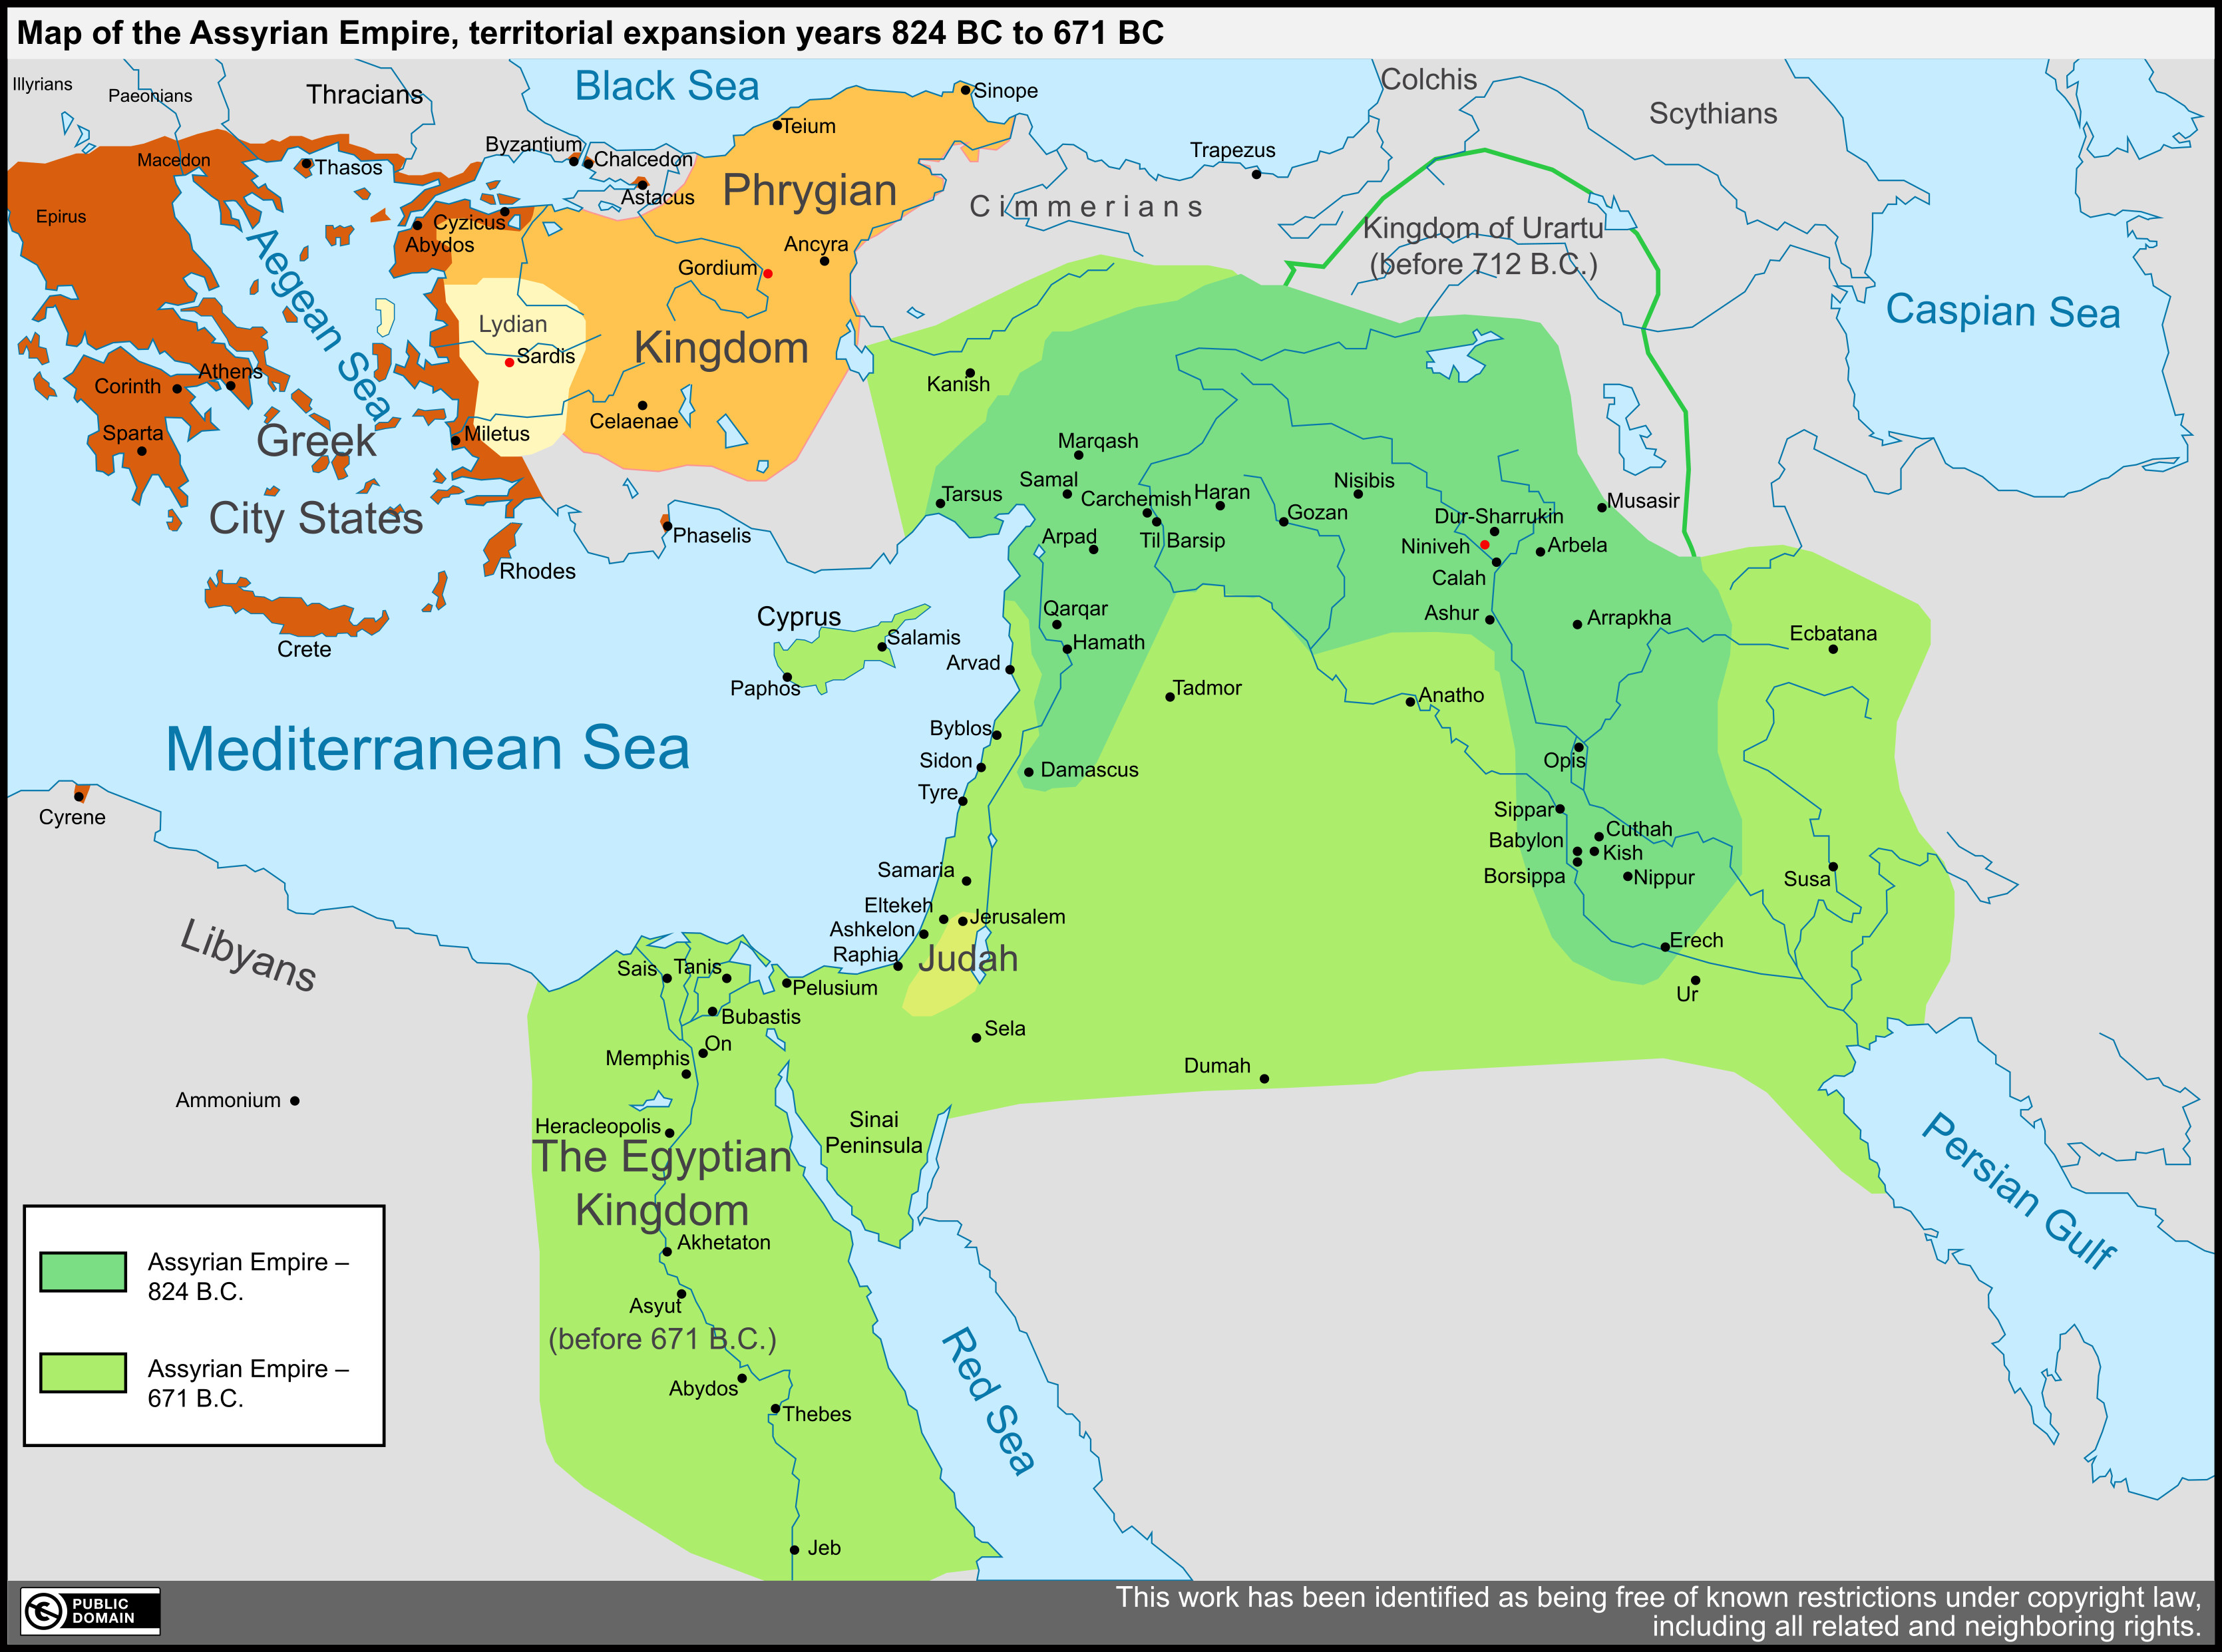 Map of the Assyrian Empire, territorial expansion years 824 BC to 671 BC
Illyrians
Paeonians
Thracians
Black Sea
Sinope
Colchis
Scythians
Teium
Byzantium
Chalcedon
Trapezus
Macedon
Thasos
Astacus
Phrygian
Cimmerians
Epirus
Cyzicus
Abydos
Kingdom of Urartu
(before 712 B.C.)
Ancyra
Gordium
Aegean Sea
Caspian Sea
Lydian
Kingdom
Sardis
Athens
Corinth
Kanish
Celaenae
Sparta
Greek
Miletus
Marqash
City States
Samal
Nisibis
Tarsus
Carchemish
Haran
Musasir
Gozan
Dur-Sharrukin
Phaselis
Arpad
Til Barsip
Niniveh
Arbela
Rhodes
Calah
Cyprus
Qarqar
Ashur
Arrapkha
Ecbatana
Salamis
Hamath
Crete
Arvad
Paphos
Tadmor
Anatho
Mediterranean Sea
Byblos
Sidon
Damascus
Opis
Tyre
Cyrene
Sippar
Cuthah
Babylon
Kish
Samaria
Borsippa
Nippur
Susa
Eltekeh
Jerusalem
Ashkelon
Libyans
Raphia
Judah
Erech
Sais
Tanis
Pelusium
Ur
Bubastis
Sela
On
Memphis
Dumah
Ammonium
Sinai
Peninsula
Heracleopolis
The Egyptian
Kingdom
Persian Gulf
Akhetaton
Assyrian Empire –
824 B.C.
Asyut
(before 671 B.C.)
Red Sea
Assyrian Empire –
671 B.C.
Abydos
Thebes
Jeb
PUBLIC
DOMAIN
This work has been identified as being free of known restrictions under copyright law,
including all related and neighboring rights.